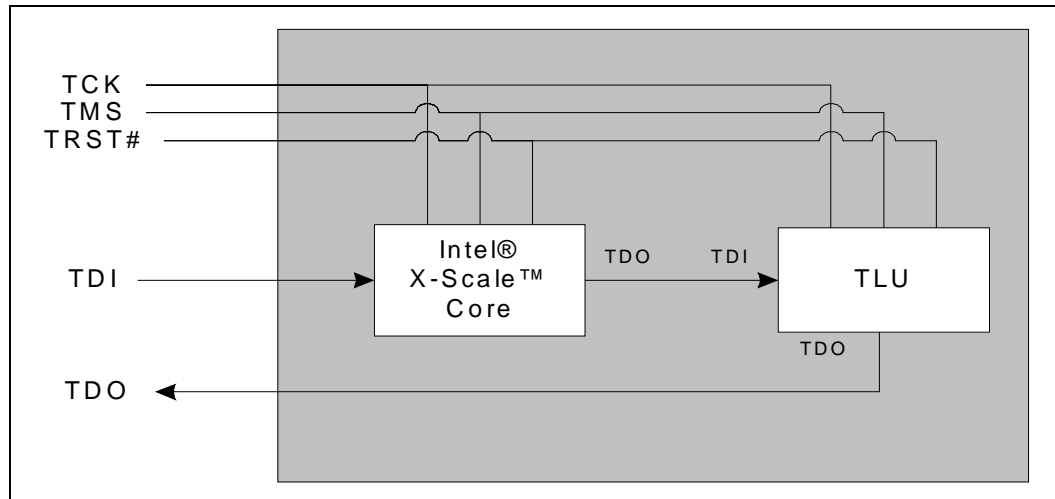 TCK
TMS
TRST#
Intel®
X-Scale™
Core
TDO
TDI
TLU
TDI
TDO
TDO